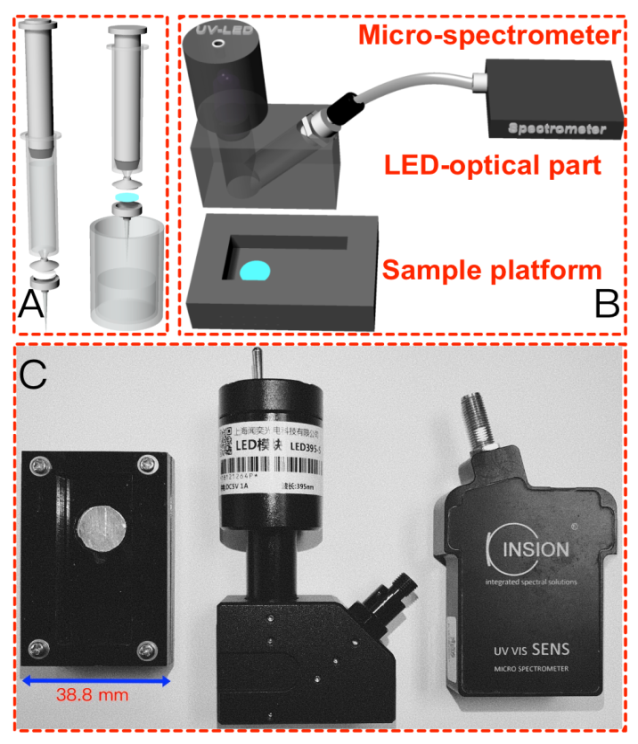 A
UV-LED
Micro-spectrometer
Spectrometer
LED-optical part
Sample platform
B
C
上海闻奕光电科技有限公司
LED模块 LED395-S
DC5V 1A
波长:395nm
INSION
integrated spectral solutions
UV VIS SENS
MICRO SPECTROMETER
38.8 mm